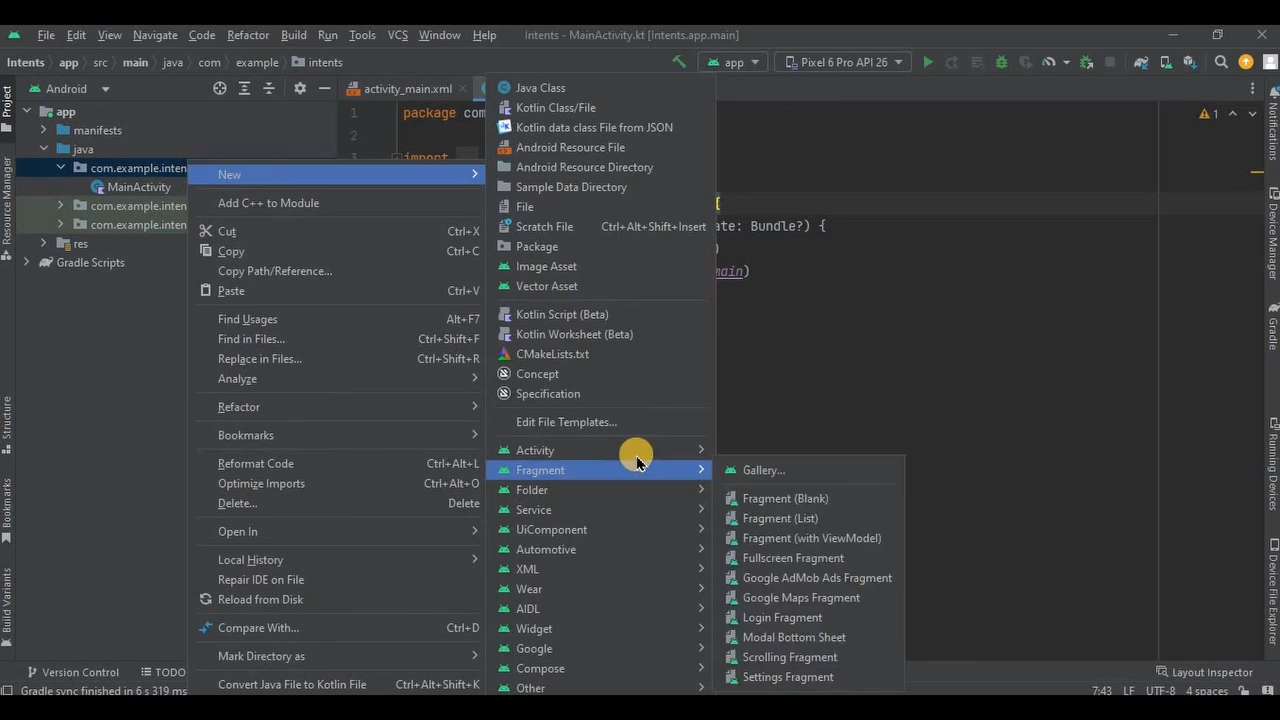 File Edit View Navigate Code Refactor Build Run Tools VCS Window Help Intents - MainActivity.kt [Intents.app.main]
Intents app src main java com example intents app Pixel 6 Pro API 26
Android activity_main.xml
Project
Resource Manager
Structure
Bookmarks
Build Variants
app
manifests
java
com.example.inten
MainActivity
com.example.inten
com.example.inten
res
Gradle Scripts
1 package com
2
import
{
ate: Bundle?) {
)
main)
1
New
Add C++ to Module
Cut Ctrl+X
Copy Ctrl+C
Copy Path/Reference...
Paste Ctrl+V
Find Usages Alt+F7
Find in Files... Ctrl+Shift+F
Replace in Files... Ctrl+Shift+R
Analyze
Refactor
Bookmarks
Reformat Code Ctrl+Alt+L
Optimize Imports Ctrl+Alt+O
Delete... Delete
Open In
Local History
Repair IDE on File
Reload from Disk
Compare With... Ctrl+D
Mark Directory as
Convert Java File to Kotlin File Ctrl+Alt+Shift+K
Java Class
Kotlin Class/File
Kotlin data class File from JSON
Android Resource File
Android Resource Directory
Sample Data Directory
File
Scratch File Ctrl+Alt+Shift+Insert
Package
Image Asset
Vector Asset
Kotlin Script (Beta)
Kotlin Worksheet (Beta)
CMakeLists.txt
Concept
Specification
Edit File Templates...
Activity
Fragment
Folder
Service
UiComponent
Automotive
XML
Wear
AIDL
Widget
Google
Compose
Other
Gallery...
Fragment (Blank)
Fragment (List)
Fragment (with ViewModel)
Fullscreen Fragment
Google AdMob Ads Fragment
Google Maps Fragment
Login Fragment
Modal Bottom Sheet
Scrolling Fragment
Settings Fragment
Notifications
Device Manager
Gradle
Device File Explorer
Version Control TODO Layout Inspector
Gradle sync finished in 6 s 319 ms 7:43 LF UTF-8 4 spaces